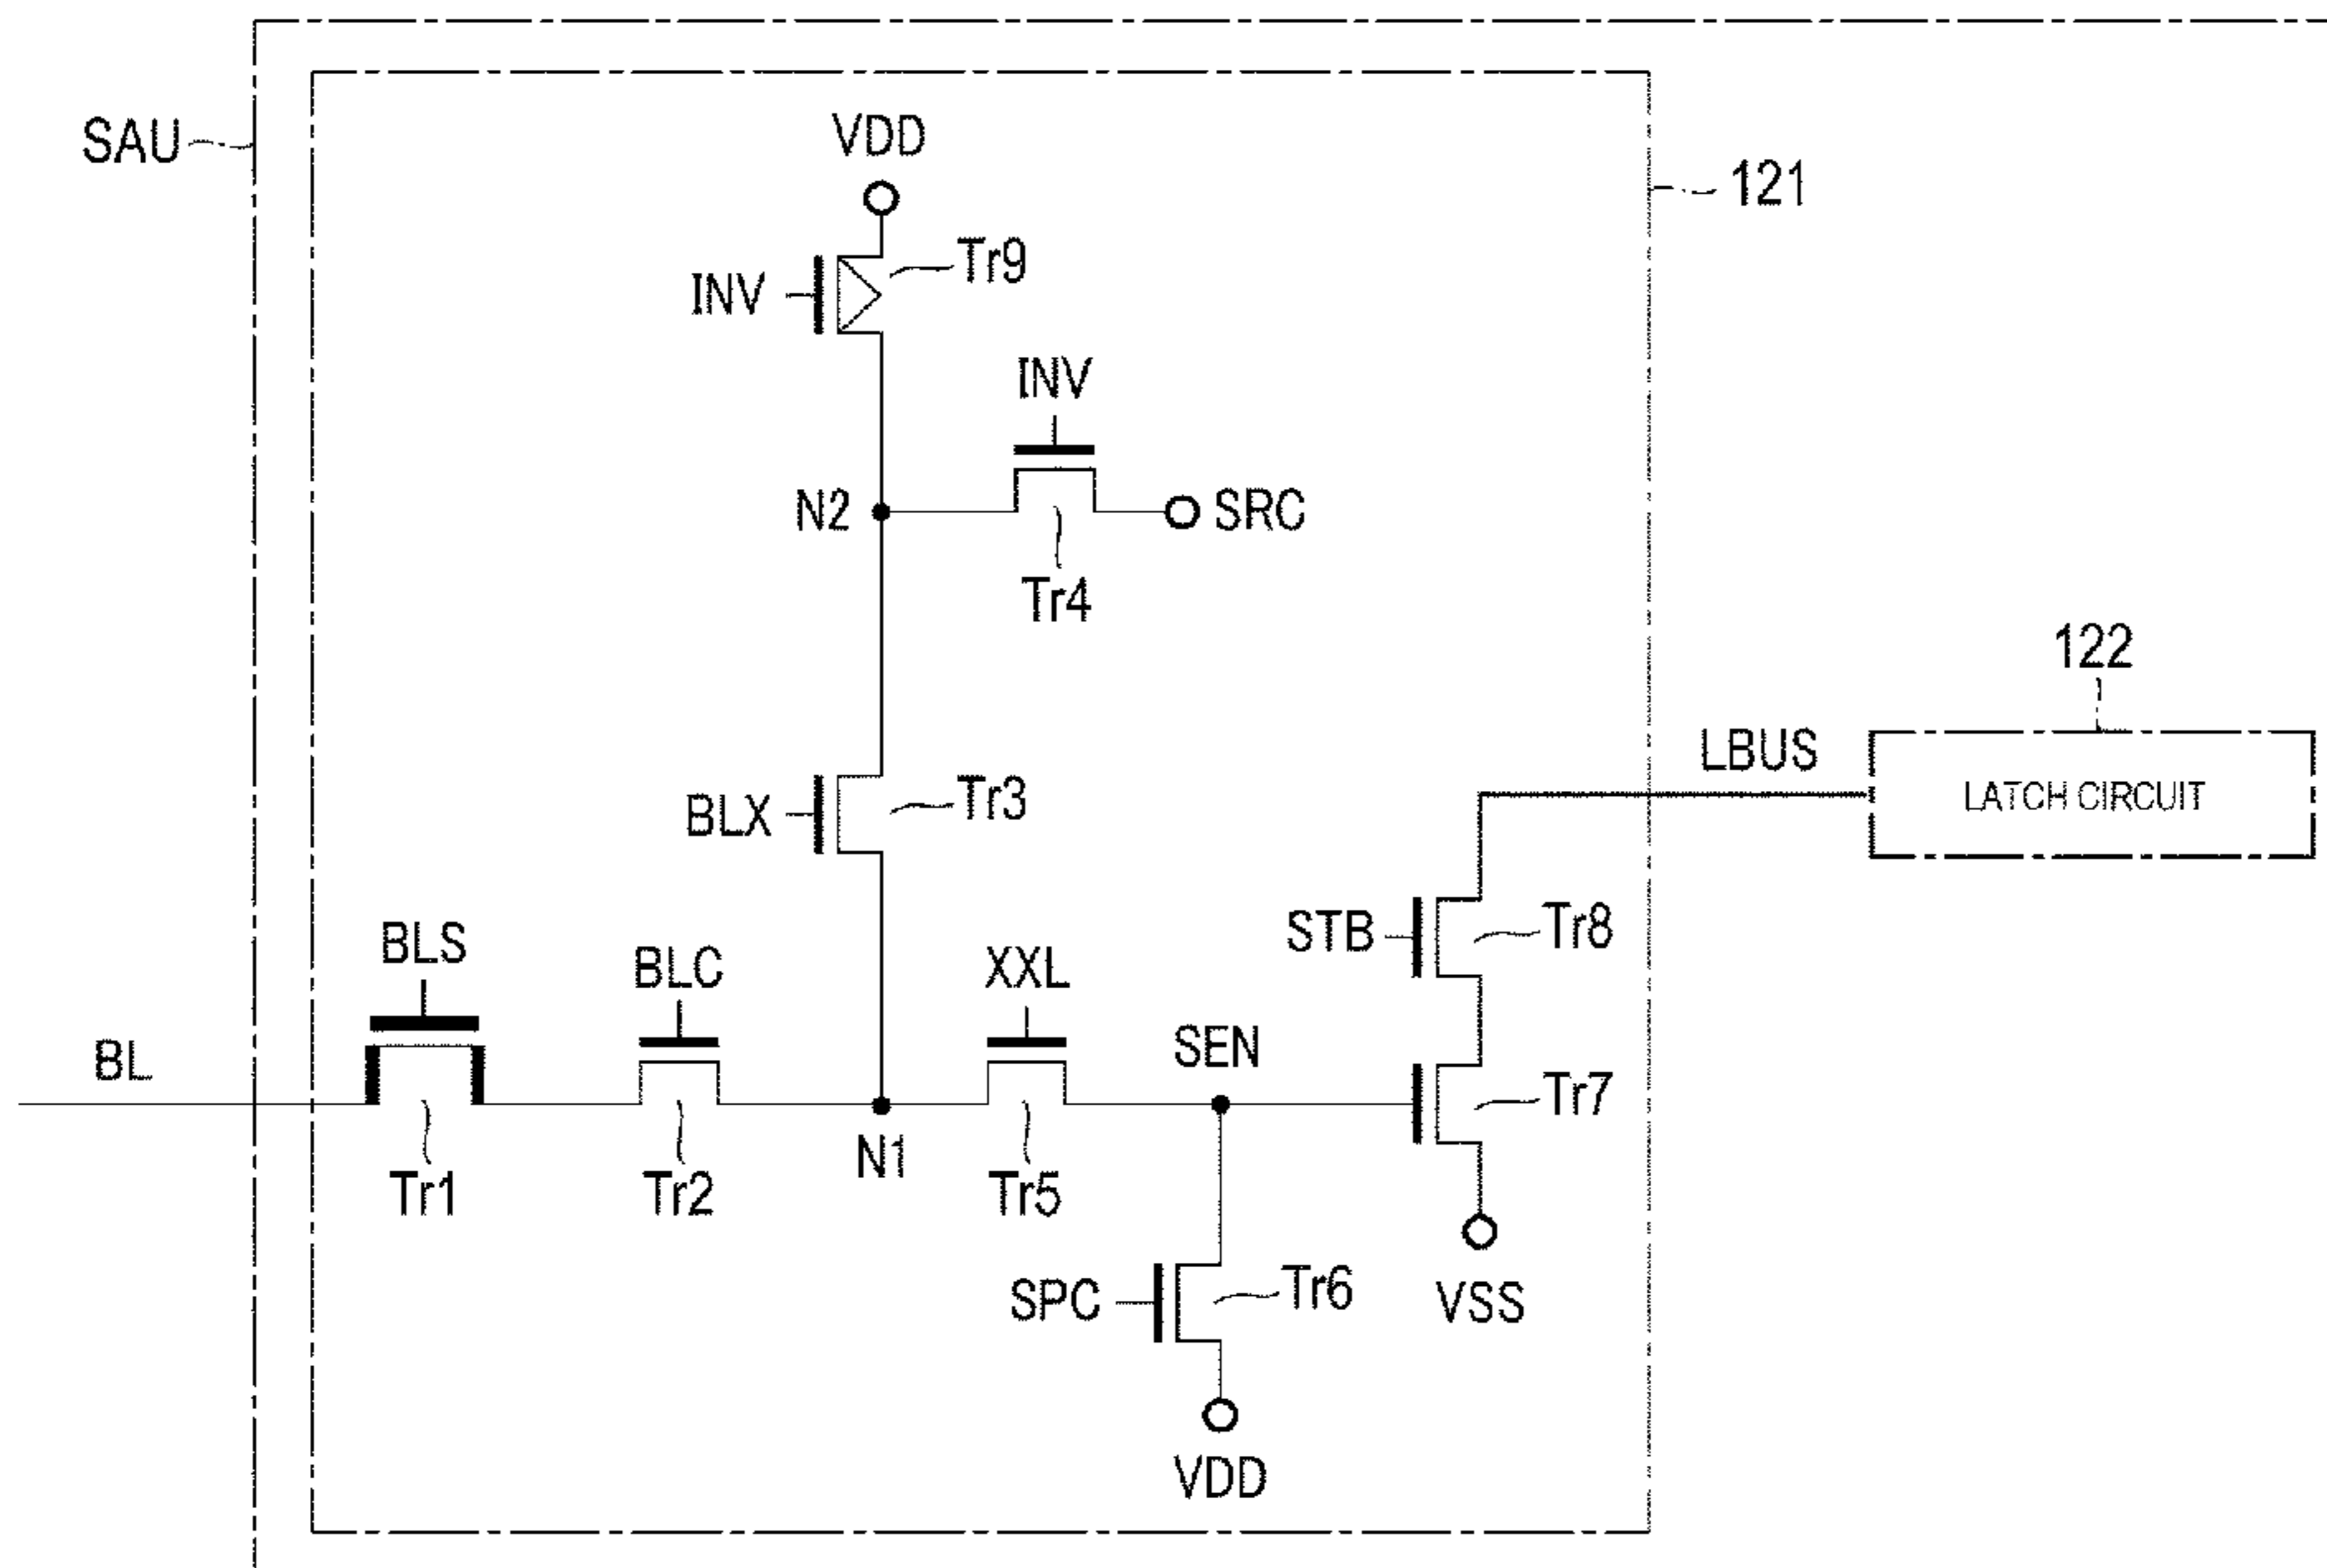 SAU
VDD
121
INV
Tr9
INV
N2
SRC
Tr4
122
LBUS
LATCH CIRCUIT
BLX
Tr3
STB
Tr8
BLS
BLC
XXL
BL
SEN
Tr7
N1
Tr1
Tr2
Tr5
SPC
Tr6
VSS
VDD